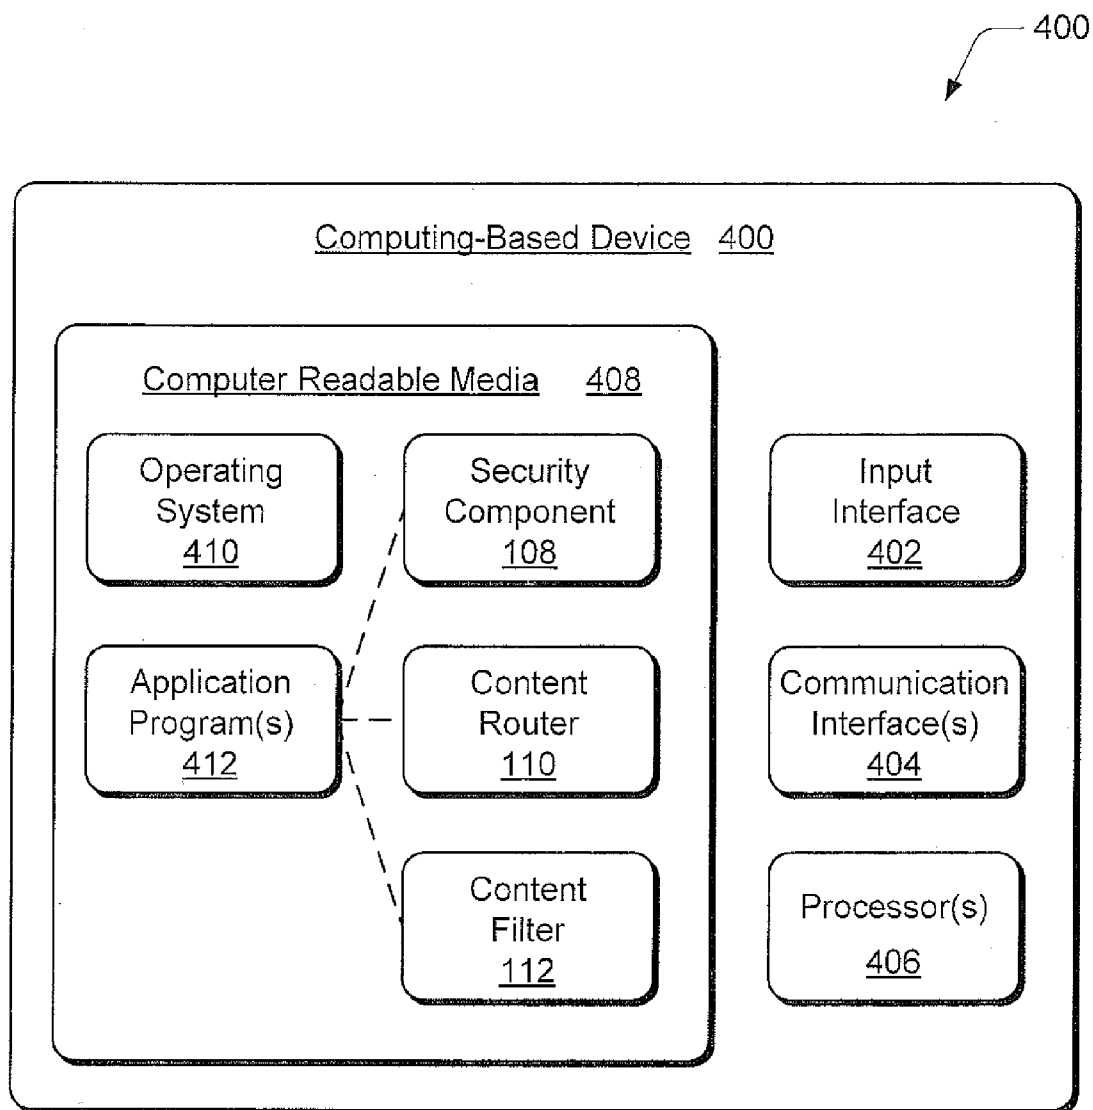 400
Computing-Based Device 400
Computer Readable Media 408
Operating
System
410
Security
Component
108
Input
Interface
402
Application
Program(s)
412
Content
Router
110
Communication
Interface(s)
404
Content
Filter
112
Processor(s)
406